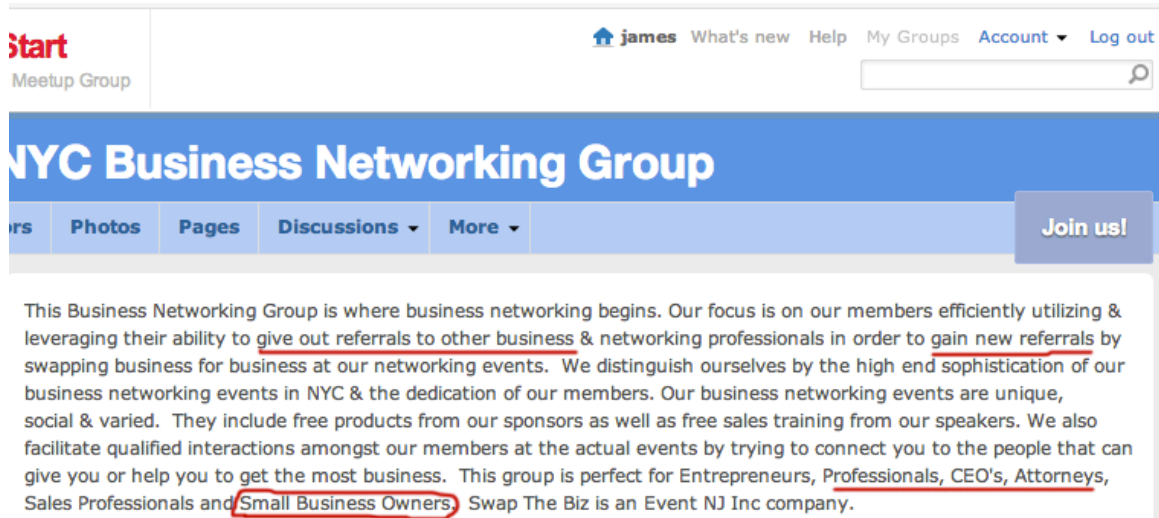 Start
james What's new Help My Groups Account Log out
Meetup Group
NYC Business Networking Group
Photos Pages Discussions More
Join us!
This Business Networking Group is where business networking begins. Our focus is on our members efficiently utilizing &
leveraging their ability to give out referrals to other business & networking professionals in order to gain new referrals by
swapping business for business at our networking events. We distinguish ourselves by the high end sophistication of our
business networking events in NYC & the dedication of our members. Our business networking events are unique,
social & varied. They include free products from our sponsors as well as free sales training from our speakers. We also
facilitate qualified interactions amongst our members at the actual events by trying to connect you to the people that can
give you or help you to get the most business. This group is perfect for Entrepreneurs, Professionals, CEO's, Attorneys,
Sales Professionals and Small Business Owners. Swap The Biz is an Event NJ Inc company.